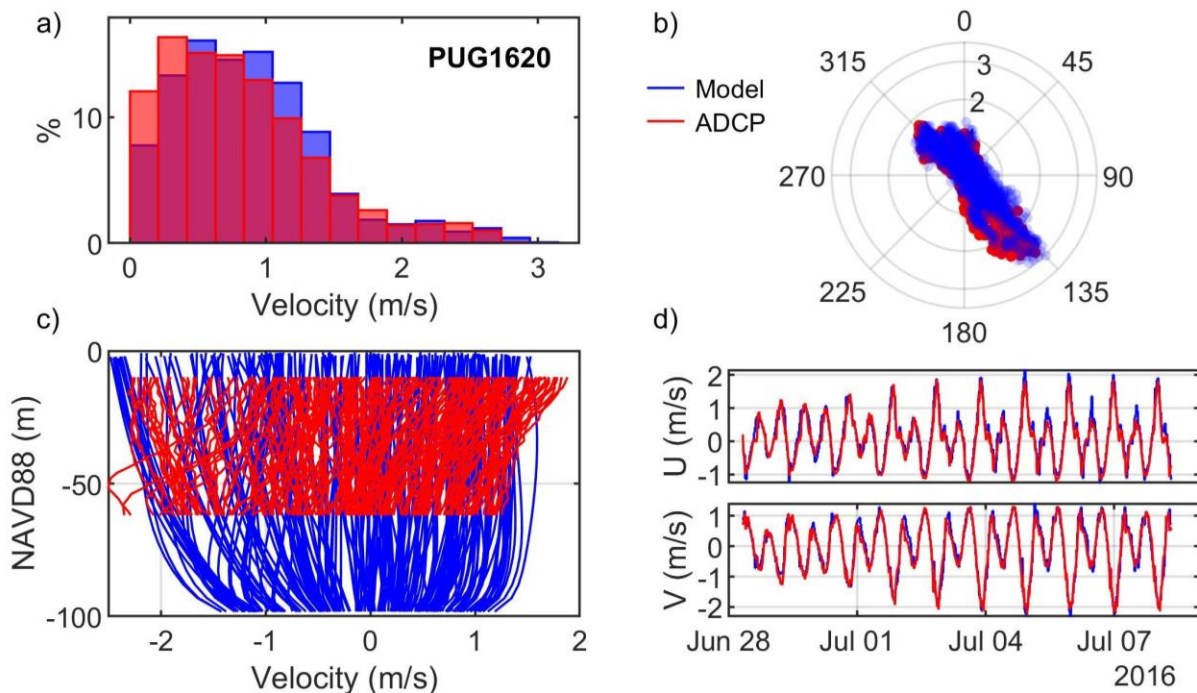 a)
PUG1620
%
10
0
0
1
2
3
Velocity (m/s)
b)
0
45
90
135
180
225
270
315
3
2
Model
ADCP
c)
NAVD88 (m)
0
-50
-100
-2
-1
0
1
2
Velocity (m/s)
d)
U (m/s)
2
1
0
-1
V (m/s)
1
0
-1
-2
Jun 28
Jul 01
Jul 04
Jul 07
2016